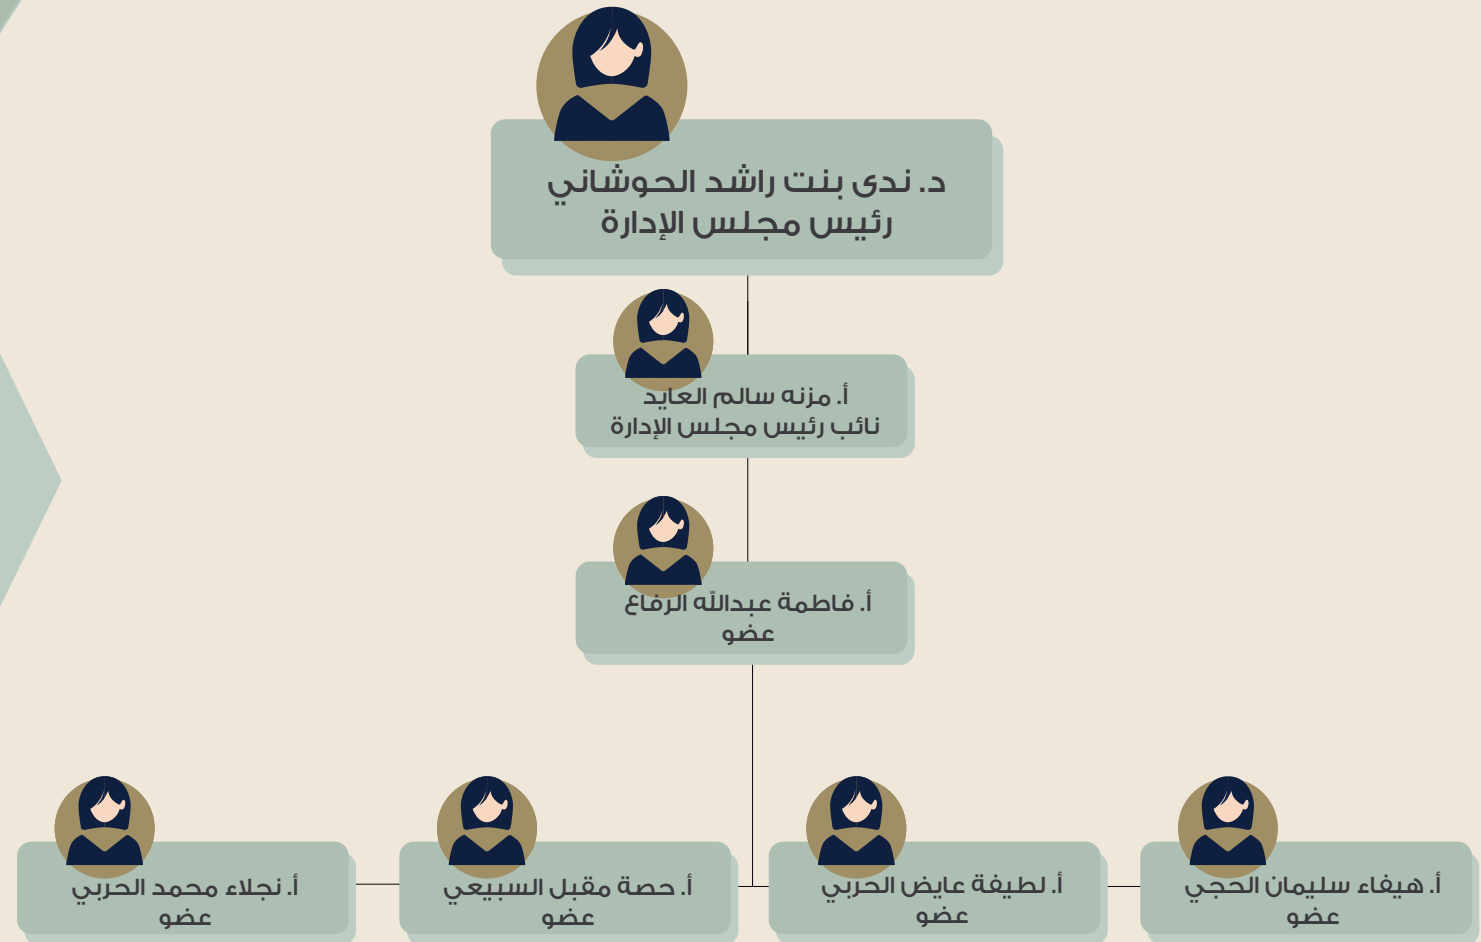 د. ندى بنت راشد الحوشاني
رئيس مجلس الإدارة
أ. مزنه سالم العايد
نائب رئيس مجلس الإدارة
أ. فاطمة عبدالله الرفاع
عضو
أ. هيفاء سليمان الحجي
عضو
أ. لطيفة عايض الحربي
عضو
أ. حصة مقبل السبيعي
عضو
أ. نجلاء محمد الحربي
عضو